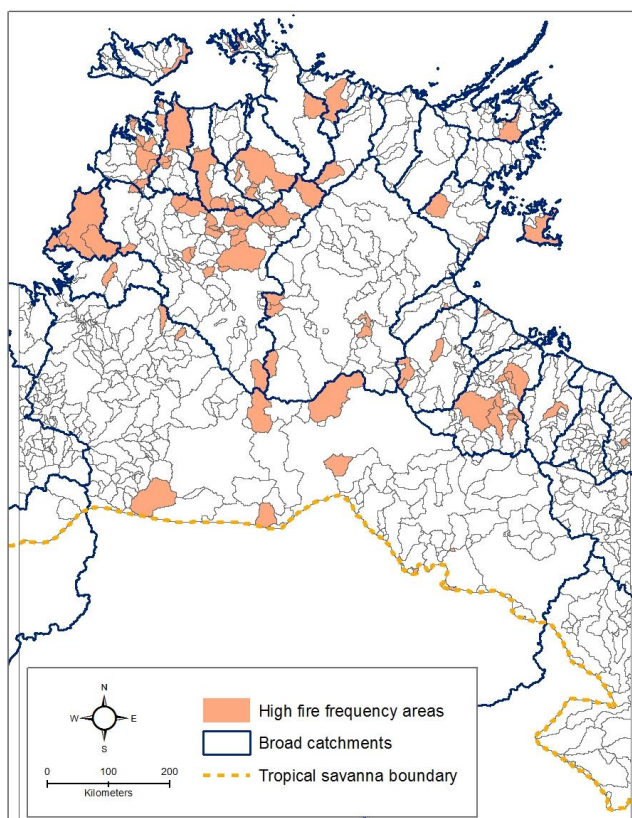 N
W E
S
0 100 200
Kilometers
High fire frequency areas
Broad catchments
Tropical savanna boundary